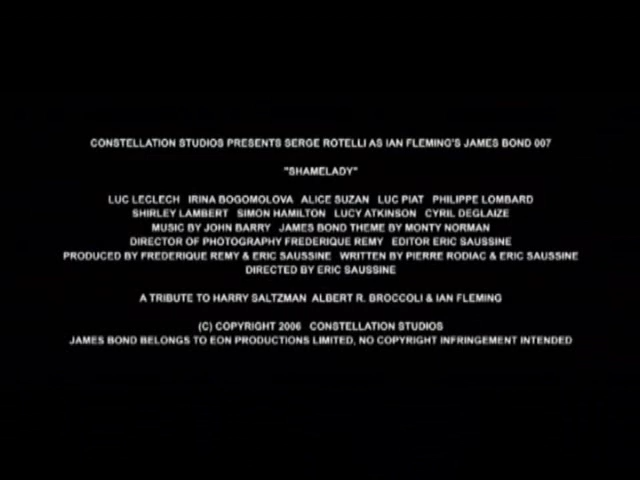 CONSTELLATION STUDIOS PRESENTS SERGE ROTELLI AS IAN FLEMING'S JAMES BOND 007
"SHAMELADY"
LUC LEGLECH IRINA BOGOMOLOVA ALICE SUZAN LUC PIAT PHILIPPE LOMBARD
SHIRLEY LAMBERT SIMON HAMILTON LUCY ATKINSON CYRIL DEGLAIZE
MUSIC BY JOHN BARRY JAMES BOND THEME BY MONTY NORMAN
DIRECTOR OF PHOTOGRAPHY FREDERIQUE REMY EDITOR ERIC SAUSSINE
PRODUCED BY FREDERIQUE REMY & ERIC SAUSSINE WRITTEN BY PIERRE RODIAC & ERIC SAUSSINE
DIRECTED BY ERIC SAUSSINE
A TRIBUTE TO HARRY SALTZMAN ALBERT R. BROCCOLI & IAN FLEMING
(C) COPYRIGHT 2006 CONSTELLATION STUDIOS
JAMES BOND BELONGS TO EON PRODUCTIONS LIMITED, NO COPYRIGHT INFRINGEMENT INTENDED